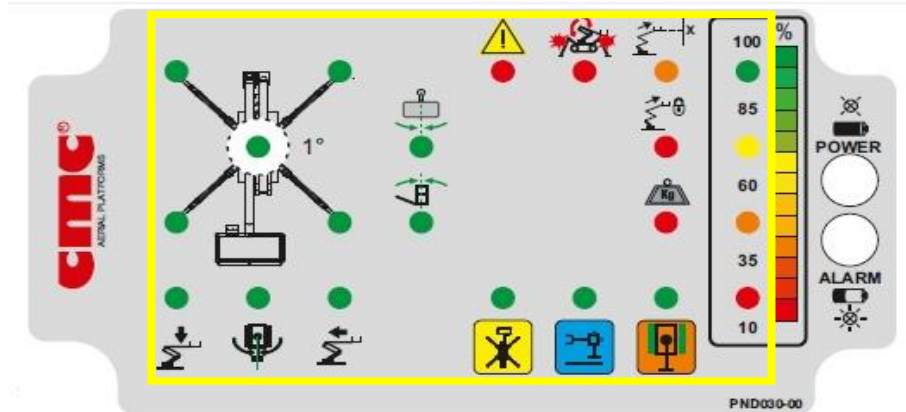 cmc®
AERIAL PLATFORMS
1°
x
Kg
%
100
85
60
35
10
POWER
ALARM
PND030-00